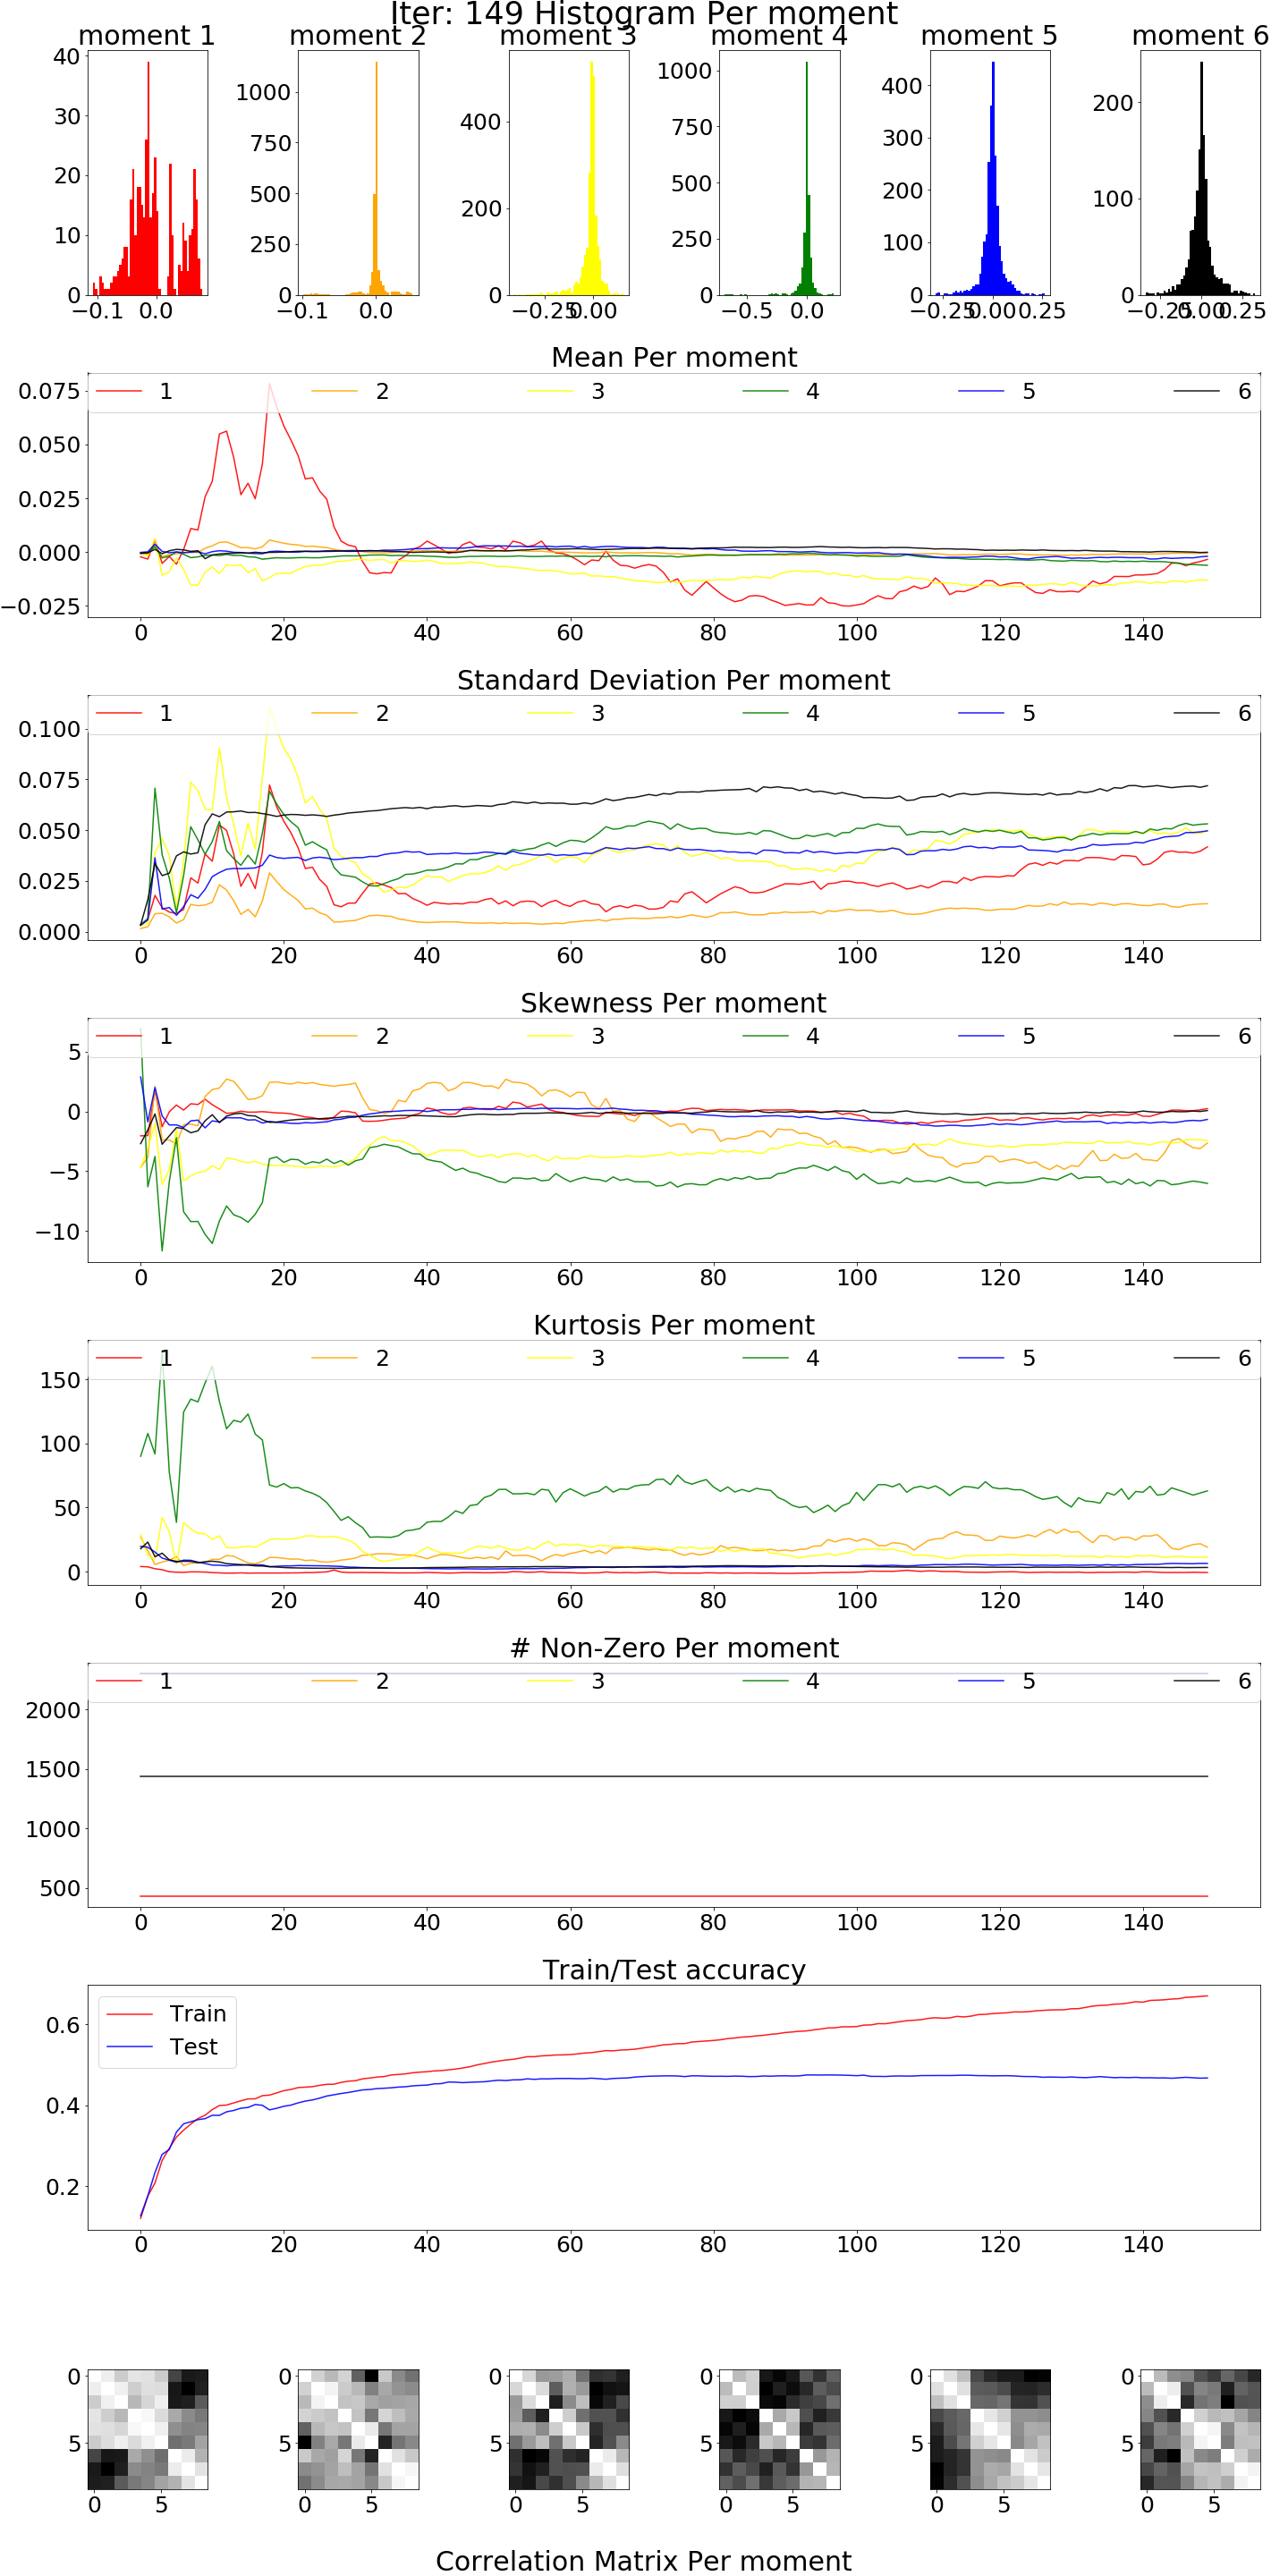 Iter: 149 Histogram Per moment
moment 1 moment 2 moment 3 moment 4 moment 5 moment 6
40 30 20 10 0
−0.1 0.0
1000 750 500 250 0
−0.1 0.0
400 200 0
−0.25 0.00
1000 750 500 250 0
−0.5 0.0
400 300 200 100 0
−0.25 0.00 0.25
200 100 0
−0.25 0.00 0.25
Mean Per moment
1 2 3 4 5 6
0.075
0.050
0.025
0.000
−0.025
0 20 40 60 80 100 120 140
Standard Deviation Per moment
1 2 3 4 5 6
0.100
0.075
0.050
0.025
0.000
0 20 40 60 80 100 120 140
Skewness Per moment
1 2 3 4 5 6
5
0
−5
−10
0 20 40 60 80 100 120 140
Kurtosis Per moment
1 2 3 4 5 6
150
100
50
0
0 20 40 60 80 100 120 140
# Non-Zero Per moment
1 2 3 4 5 6
2000
1500
1000
500
0 20 40 60 80 100 120 140
Train/Test accuracy
Train
Test
0.6
0.4
0.2
0 20 40 60 80 100 120 140
0 0 0 0 0 0
5 5 5 5 5 5
0 5 0 5 0 5 0 5 0 5 0 5
Correlation Matrix Per moment